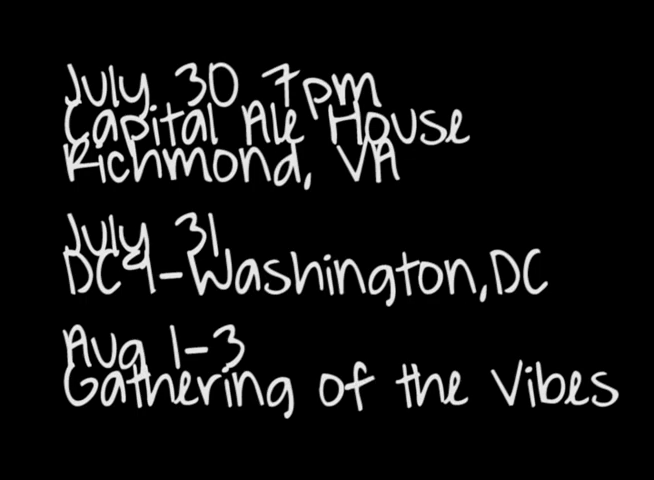 July 30 7pm
Capital Ale House
Richmond, VA
July 31
DC9-Washington,DC
Aug 1-3
Gathering of the Vibes